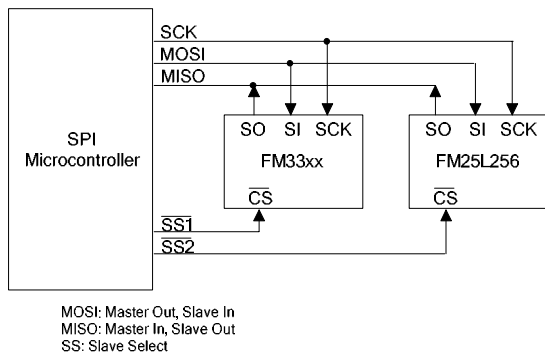 SCK
MOSI
MISO
SPI
Microcontroller
SO SI SCK
FM33xx
CS
SO SI SCK
FM25L256
CS
SS1
SS2
MOSI: Master Out, Slave In
MISO: Master In, Slave Out
SS: Slave Select